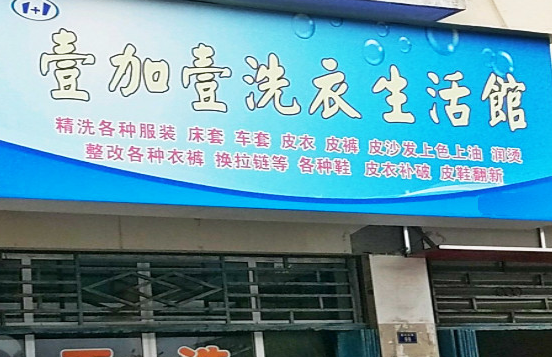 1+1
壹加壹洗衣生活館
精洗各种服装 床套 车套 皮衣 皮裤 皮沙发上色上油 润烫
整改各种衣裤 换拉链等 各种鞋 皮衣补破 皮鞋翻新